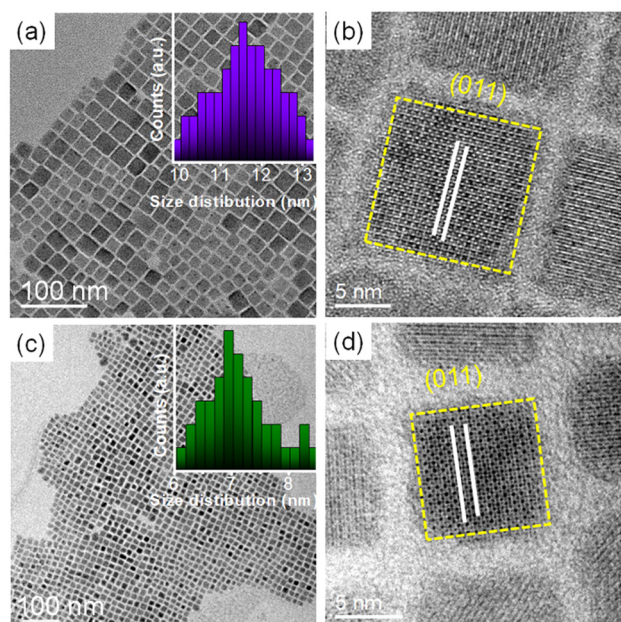 (a)
Counts (a.u.)
10 11 12 13
Size distibution (nm)
100 nm
(b)
(011)
5 nm
(c)
Counts (a.u.)
6 7 8
Size distibution (nm)
100 nm
(d)
(011)
5 nm